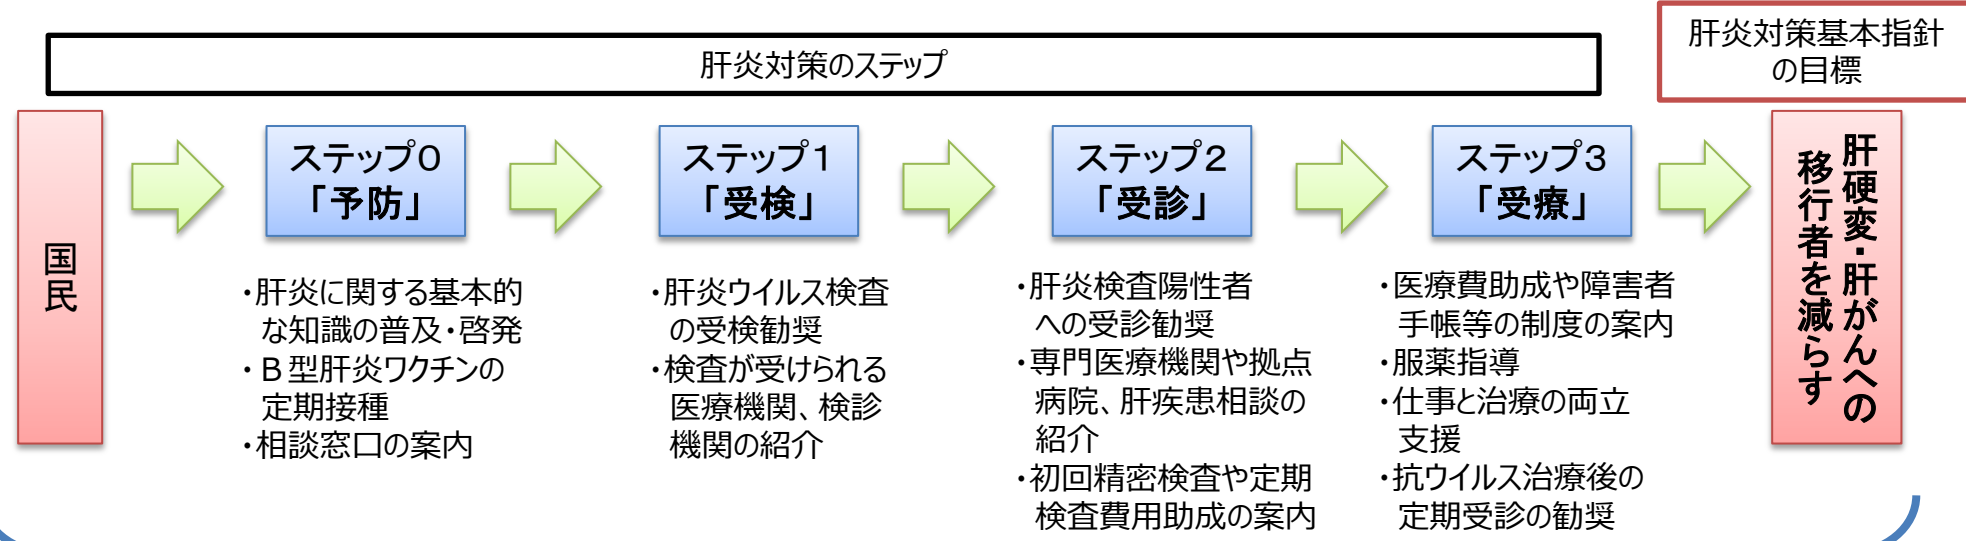 肝炎対策のステップ
肝炎対策基本指針
の目標
国民
ステップ0
「予防」
・肝炎に関する基本的
な知識の普及・啓発
・B型肝炎ワクチンの
定期接種
・相談窓口の案内
ステップ1
「受検」
・肝炎ウイルス検査
の受検勧奨
・検査が受けられる
医療機関、検診
機関の紹介
ステップ2
「受診」
・肝炎検査陽性者
への受診勧奨
・専門医療機関や拠点
病院、肝疾患相談の
紹介
・初回精密検査や定期
検査費用助成の案内
ステップ3
「受療」
・医療費助成や障害者
手帳等の制度の案内
・服薬指導
・仕事と治療の両立
支援
・抗ウイルス治療後の
定期受診の勧奨
肝硬変・肝がんへの
移行者を減らす